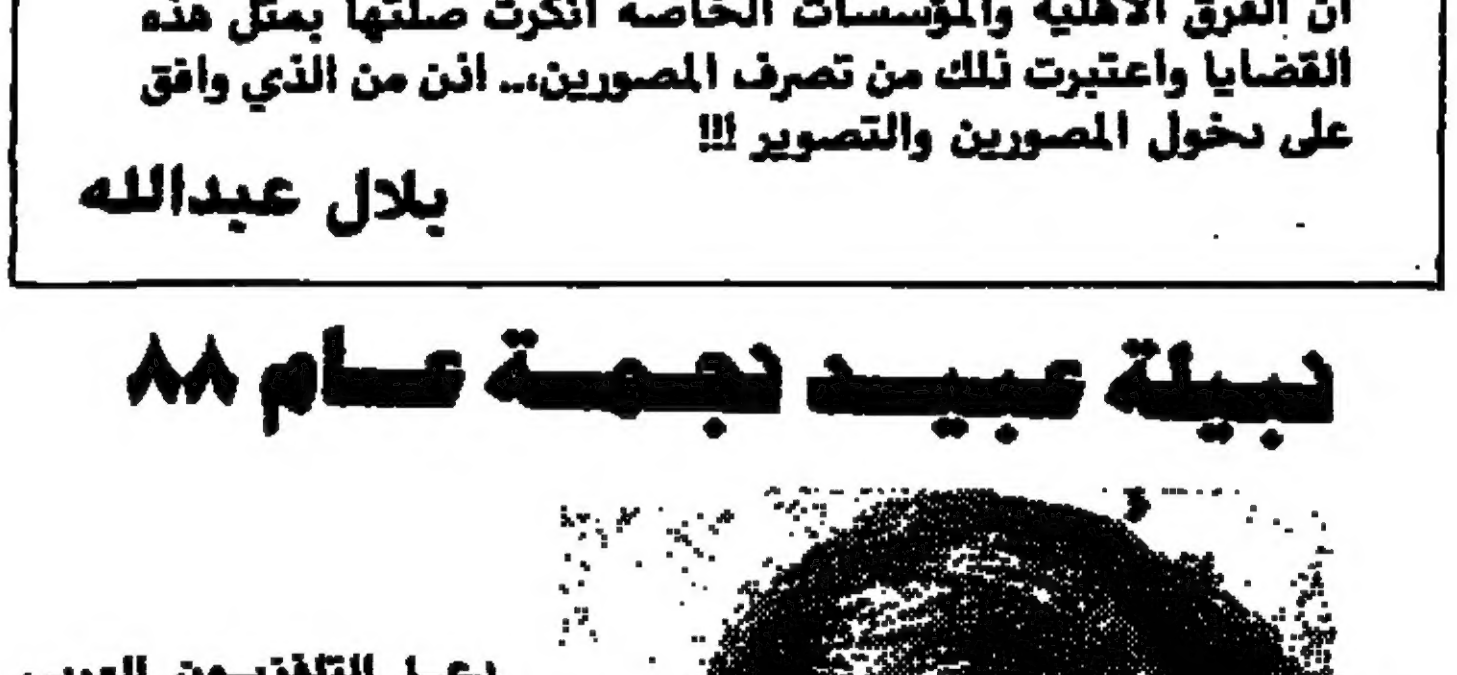 ان الفرق الاهلية والمؤسسات الخاصة انكرت صلتها بمثل هذه
القضايا واعتبرت ذلك من تصرف المصورين،.. اذن من الذي وافق
على دخول المصورين والتصوير !!!
بلال عبدالله
نبيلة عبيد نجمة عام ٨٨